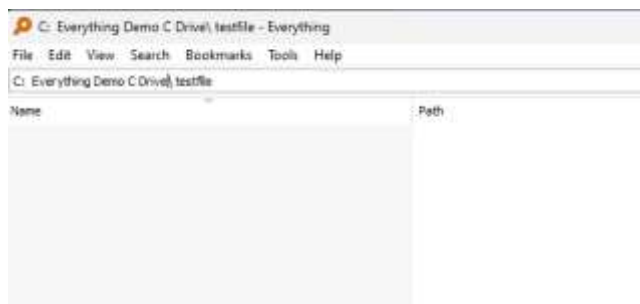 C: Everything Demo C Drive\ testfile - Everything
File Edit View Search Bookmarks Tools Help
C: Everything Demo C Drive\ testfile
Name Path